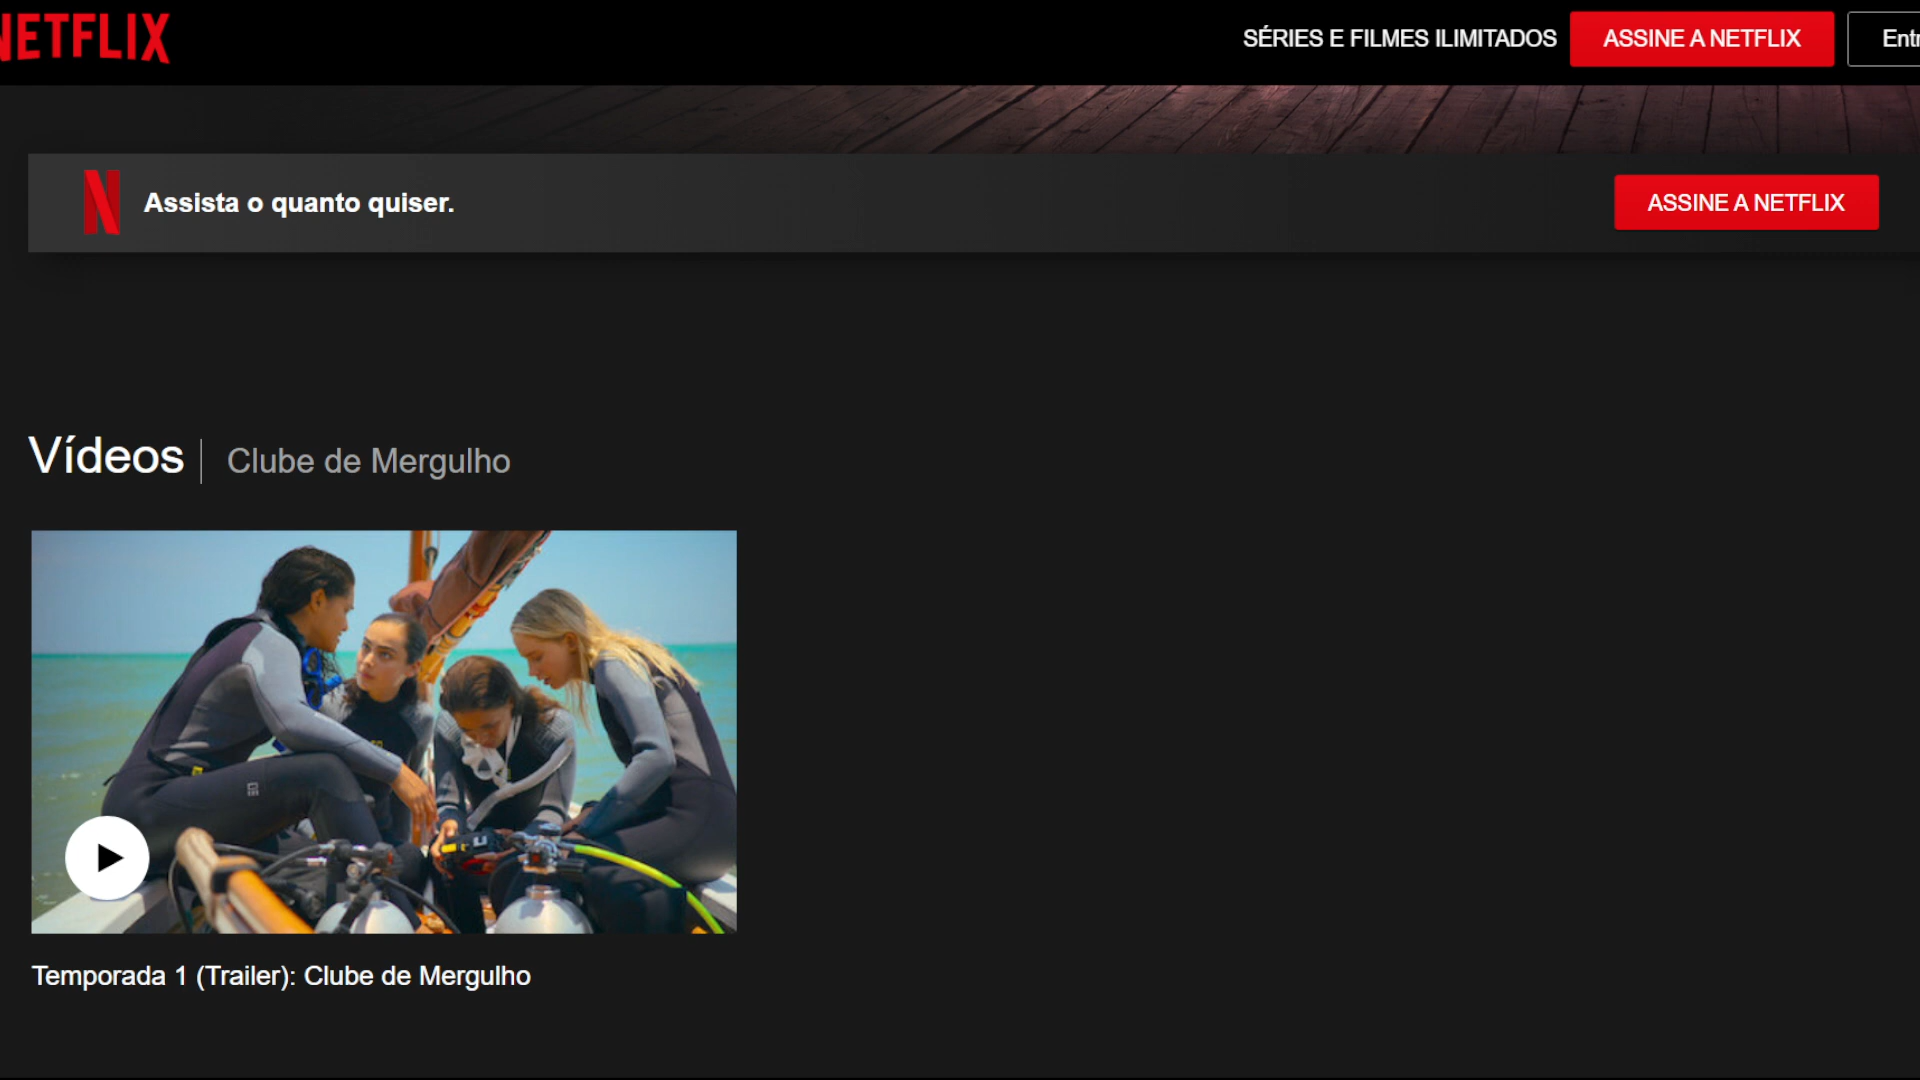 NETFLIX
SÉRIES E FILMES ILIMITADOS
ASSINE A NETFLIX
Entr
N
Assista o quanto quiser.
ASSINE A NETFLIX
Vídeos
Clube de Mergulho
Temporada 1 (Trailer): Clube de Mergulho